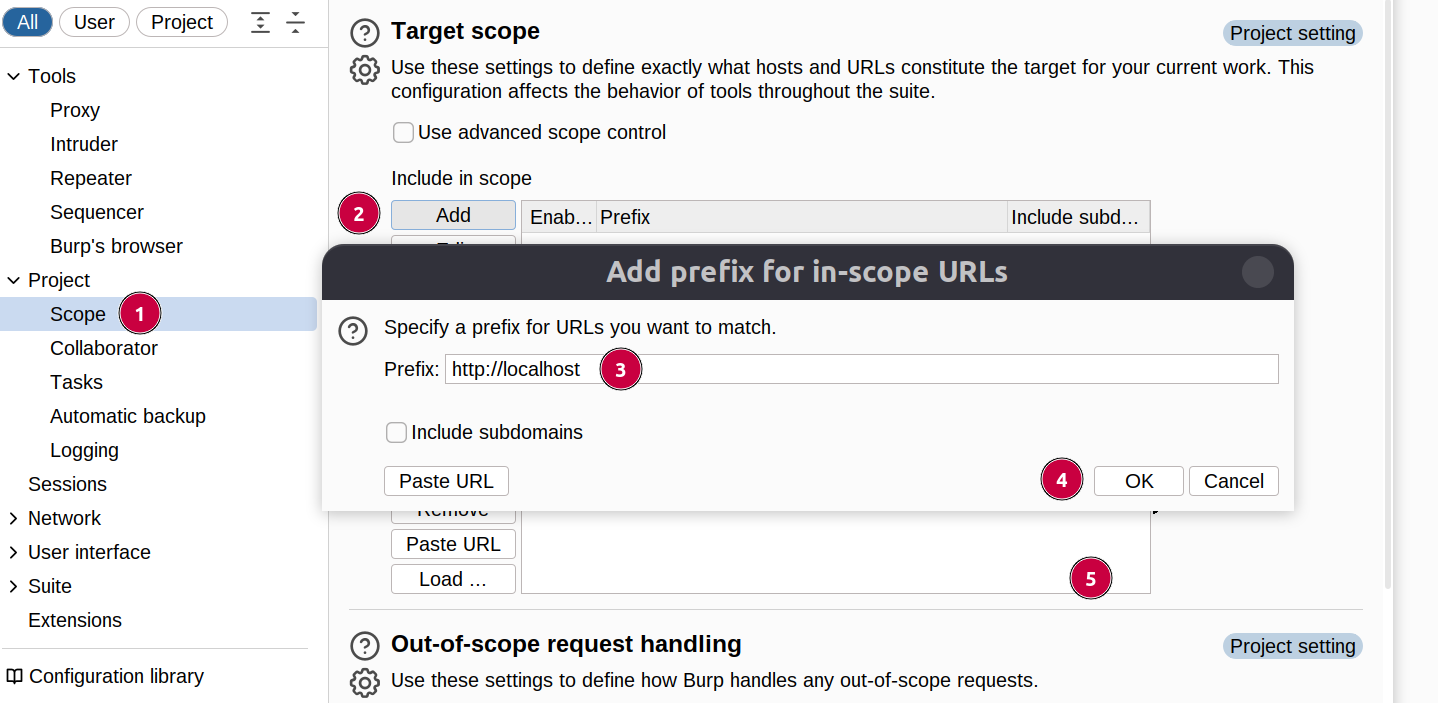 All User Project
Tools
Proxy
Intruder
Repeater
Sequencer
Burp's browser
Project
Scope 1
Collaborator
Tasks
Automatic backup
Logging
Sessions
Network
User interface
Suite
Extensions
Configuration library
Target scope
Project setting
Use these settings to define exactly what hosts and URLs constitute the target for your current work. This
configuration affects the behavior of tools throughout the suite.
Use advanced scope control
Include in scope
2 Add
Enab... Prefix Include subd...
Add prefix for in-scope URLs
Specify a prefix for URLs you want to match.
Prefix: http://localhost 3
Include subdomains
Paste URL 4 OK Cancel
Remove
Paste URL
Load ...
5
Out-of-scope request handling
Project setting
Use these settings to define how Burp handles any out-of-scope requests.